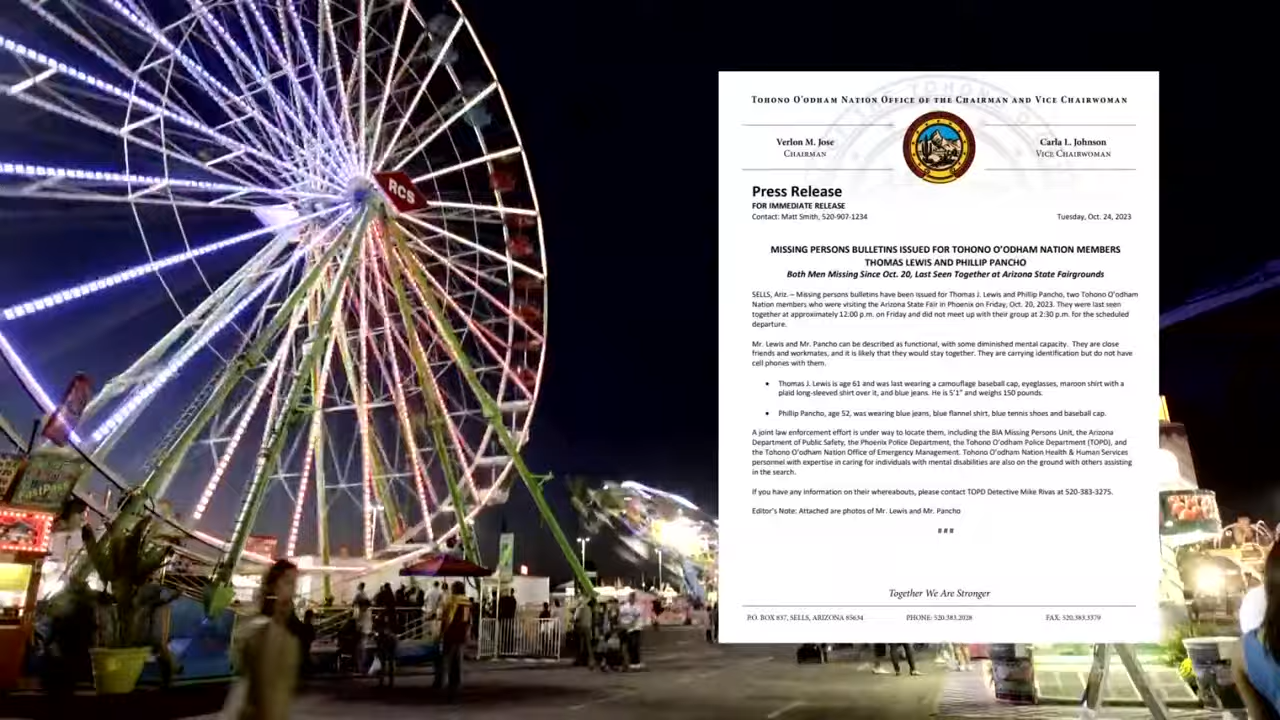 RCS
TOHONO O'ODHAM NATION OFFICE OF THE CHAIRMAN AND VICE CHAIRWOMAN
Verlon M. Jose
CHAIRMAN
Carla L. Johnson
VICE CHAIRWOMAN
Press Release
FOR IMMEDIATE RELEASE
Contact: Matt Smith, 520-907-1234
Tuesday, Oct. 24, 2023
MISSING PERSONS BULLETINS ISSUED FOR TOHONO O'ODHAM NATION MEMBERS
THOMAS LEWIS AND PHILLIP PANCHO
Both Men Missing Since Oct. 20, Last Seen Together at Arizona State Fairgrounds
SELLS, Ariz. – Missing persons bulletins have been issued for Thomas J. Lewis and Phillip Pancho, two Tohono O'odham
Nation members who were visiting the Arizona State Fair in Phoenix on Friday, Oct. 20, 2023. They were last seen
together at approximately 12:00 p.m. on Friday and did not meet up with their group at 2:30 p.m. for the scheduled
departure.
Mr. Lewis and Mr. Pancho can be described as functional, with some diminished mental capacity. They are close
friends and workmates, and it is likely that they would stay together. They are carrying identification but do not have
cell phones with them.
• Thomas J. Lewis is age 61 and was last wearing a camouflage baseball cap, eyeglasses, maroon shirt with a
plaid long-sleeved shirt over it, and blue jeans. He is 5'1" and weighs 150 pounds.
• Phillip Pancho, age 52, was wearing blue jeans, blue flannel shirt, blue tennis shoes and baseball cap.
A joint law enforcement effort is under way to locate them, including the BIA Missing Persons Unit, the Arizona
Department of Public Safety, the Phoenix Police Department, the Tohono O'odham Police Department (TOPD), and
the Tohono O'odham Nation Office of Emergency Management. Tohono O'odham Nation Health & Human Services
personnel with expertise in caring for individuals with mental disabilities are also on the ground with others assisting
in the search.
If you have any information on their whereabouts, please contact TOPD Detective Mike Rivas at 520-383-3275.
Editor's Note: Attached are photos of Mr. Lewis and Mr. Pancho
# # #
Together We Are Stronger
P.O. BOX 837, SELLS, ARIZONA 85634
PHONE: 520.383.2028
FAX: 520.383.3379